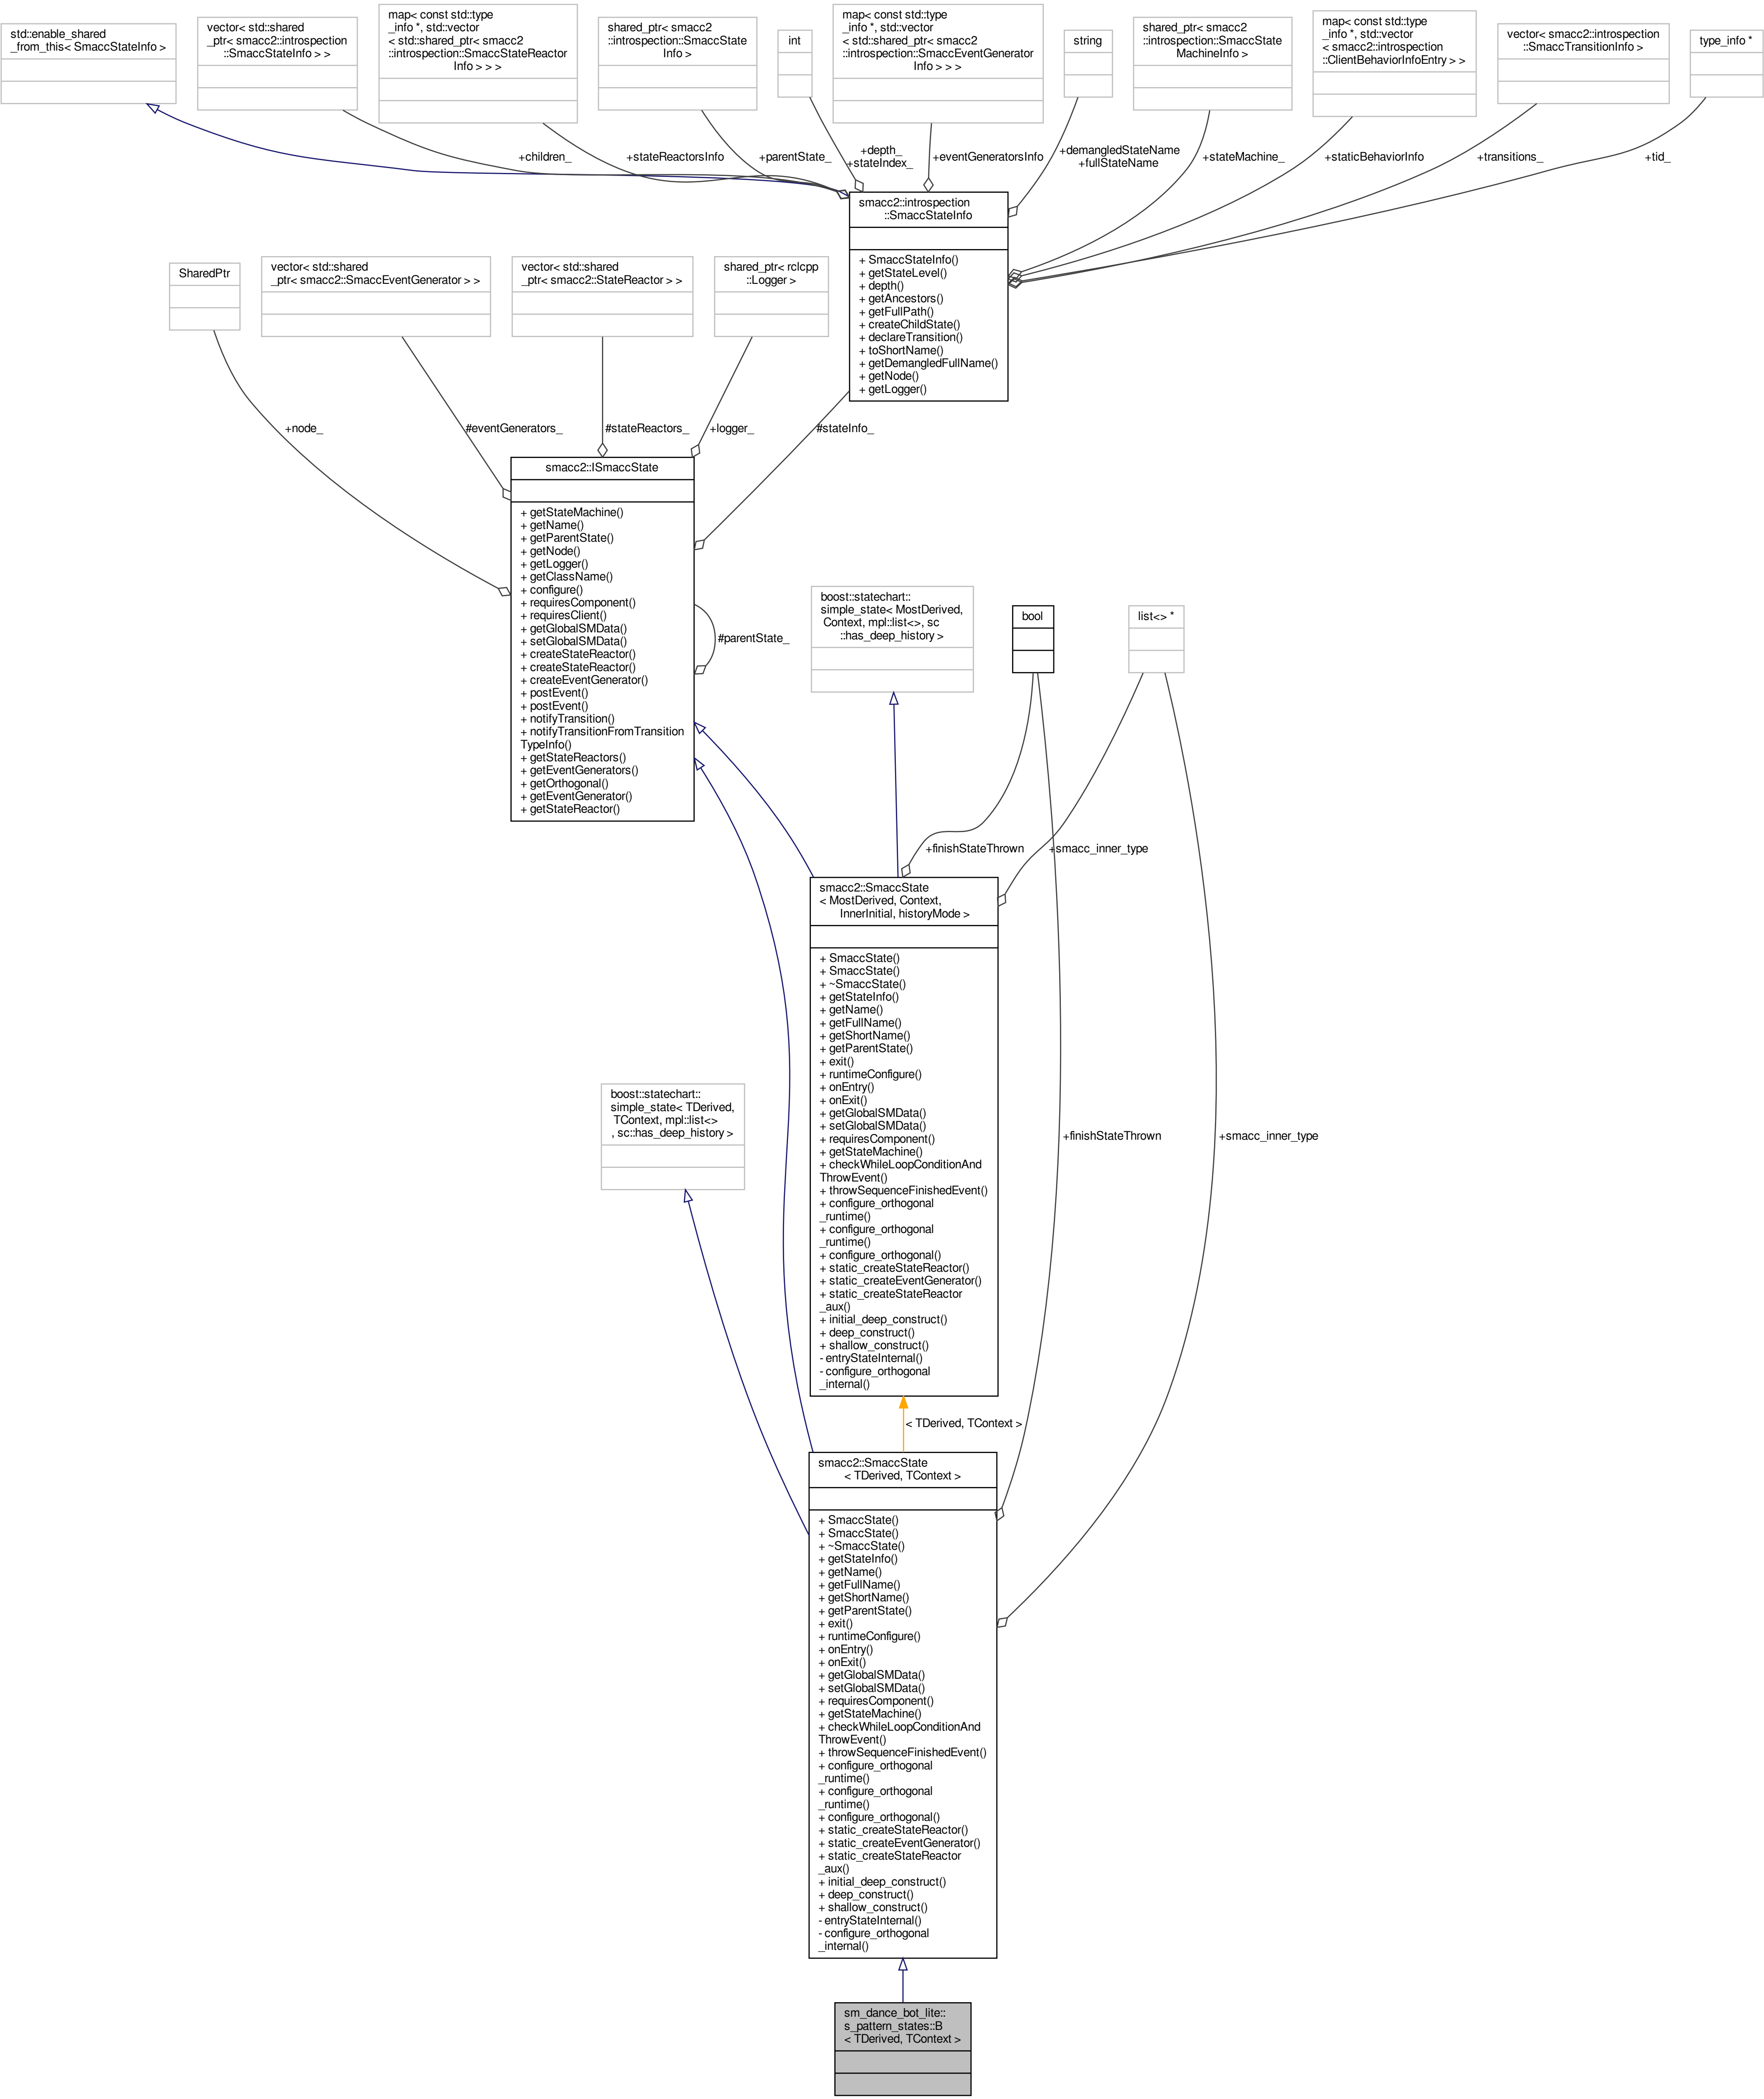 std::enable_shared
_from_this< SmaccStateInfo >
vector< std::shared
_ptr< smacc2::introspection
::SmaccStateInfo > >
map< const std::type
_info *, std::vector
< std::shared_ptr< smacc2
::introspection::SmaccStateReactor
Info > > >
shared_ptr< smacc2
::introspection::SmaccState
Info >
int
map< const std::type
_info *, std::vector
< std::shared_ptr< smacc2
::introspection::SmaccEventGenerator
Info > > >
string
shared_ptr< smacc2
::introspection::SmaccState
MachineInfo >
map< const std::type
_info *, std::vector
< smacc2::introspection
::ClientBehaviorInfoEntry > >
vector< smacc2::introspection
::SmaccTransitionInfo >
type_info *
+children_
+stateReactorsInfo
+parentState_
+depth_
+stateIndex_
+eventGeneratorsInfo
+demangledStateName
+fullStateName
+stateMachine_
+staticBehaviorInfo
+transitions_
+tid_
smacc2::introspection
::SmaccStateInfo
+ SmaccStateInfo()
+ getStateLevel()
+ depth()
+ getAncestors()
+ getFullPath()
+ createChildState()
+ declareTransition()
+ toShortName()
+ getDemangledFullName()
+ getNode()
+ getLogger()
SharedPtr
vector< std::shared
_ptr< smacc2::SmaccEventGenerator > >
vector< std::shared
_ptr< smacc2::StateReactor > >
shared_ptr< rclcpp
::Logger >
+node_
#eventGenerators_
#stateReactors_
+logger_
#stateInfo_
smacc2::ISmaccState
+ getStateMachine()
+ getName()
+ getParentState()
+ getNode()
+ getLogger()
+ getClassName()
+ configure()
+ requiresComponent()
+ requiresClient()
+ getGlobalSMData()
+ setGlobalSMData()
+ createStateReactor()
+ createStateReactor()
+ createEventGenerator()
+ postEvent()
+ postEvent()
+ notifyTransition()
+ notifyTransitionFromTransition
TypeInfo()
+ getStateReactors()
+ getEventGenerators()
+ getOrthogonal()
+ getEventGenerator()
+ getStateReactor()
#parentState_
boost::statechart::
simple_state< MostDerived,
Context, mpl::list<>, sc
::has_deep_history >
bool
list<> *
+finishStateThrown
+smacc_inner_type
smacc2::SmaccState
< MostDerived, Context,
InnerInitial, historyMode >
+ SmaccState()
+ SmaccState()
+ ~SmaccState()
+ getStateInfo()
+ getName()
+ getFullName()
+ getShortName()
+ getParentState()
+ exit()
+ runtimeConfigure()
+ onEntry()
+ onExit()
+ getGlobalSMData()
+ setGlobalSMData()
+ requiresComponent()
+ getStateMachine()
+ checkWhileLoopConditionAnd
ThrowEvent()
+ throwSequenceFinishedEvent()
+ configure_orthogonal
_runtime()
+ configure_orthogonal
_runtime()
+ configure_orthogonal()
+ static_createStateReactor()
+ static_createEventGenerator()
+ static_createStateReactor
_aux()
+ initial_deep_construct()
+ deep_construct()
+ shallow_construct()
- entryStateInternal()
- configure_orthogonal
_internal()
boost::statechart::
simple_state< TDerived,
TContext, mpl::list<>
, sc::has_deep_history >
+finishStateThrown
+smacc_inner_type
< TDerived, TContext >
smacc2::SmaccState
< TDerived, TContext >
+ SmaccState()
+ SmaccState()
+ ~SmaccState()
+ getStateInfo()
+ getName()
+ getFullName()
+ getShortName()
+ getParentState()
+ exit()
+ runtimeConfigure()
+ onEntry()
+ onExit()
+ getGlobalSMData()
+ setGlobalSMData()
+ requiresComponent()
+ getStateMachine()
+ checkWhileLoopConditionAnd
ThrowEvent()
+ throwSequenceFinishedEvent()
+ configure_orthogonal
_runtime()
+ configure_orthogonal
_runtime()
+ configure_orthogonal()
+ static_createStateReactor()
+ static_createEventGenerator()
+ static_createStateReactor
_aux()
+ initial_deep_construct()
+ deep_construct()
+ shallow_construct()
- entryStateInternal()
- configure_orthogonal
_internal()
sm_dance_bot_lite::
s_pattern_states::B
< TDerived, TContext >